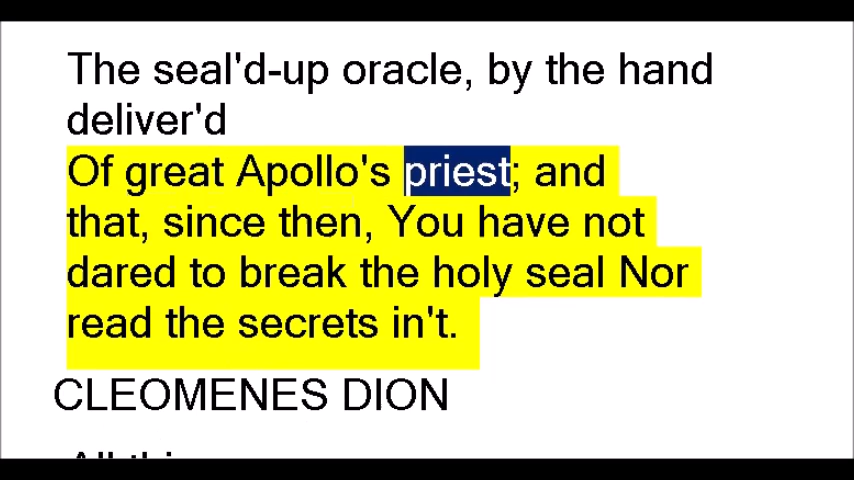 The seal'd-up oracle, by the hand
deliver'd
Of great Apollo's priest; and
that, since then, You have not
dared to break the holy seal Nor
read the secrets in't.
CLEOMENES DION